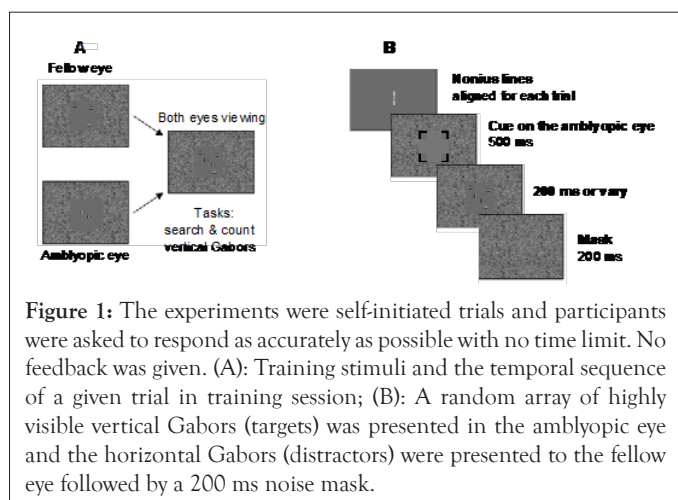 A
B
Fellow eye
Both eyes viewing
Tasks:
search & count
vertical Gabors
Amblyopic eye
Nonius lines
aligned for each trial
Cue on the amblyopic eye
500 ms
200 ms or vary
Mask
200 ms
Figure 1: The experiments were self-initiated trials and participants
were asked to respond as accurately as possible with no time limit. No
feedback was given. (A): Training stimuli and the temporal sequence
of a given trial in training session; (B): A random array of highly
visible vertical Gabors (targets) was presented in the amblyopic eye
and the horizontal Gabors (distractors) were presented to the fellow
eye followed by a 200 ms noise mask.